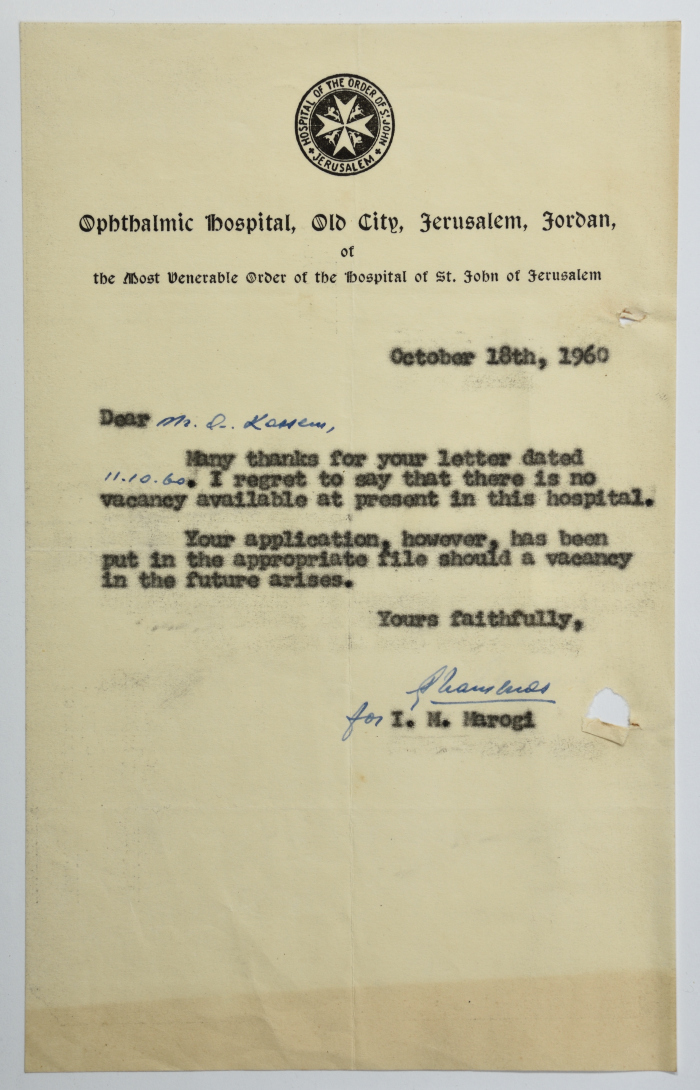 HOSPITAL OF THE ORDER OF St JOHN
JERUSALEM
Ophthalmic Hospital, Old City, Jerusalem, Jordan,
of
the Most Venerable Order of the Hospital of St. John of Jerusalem
October 18th, 1960
Dear Mr. Kassem,
Many thanks for your letter dated
11.10.60. I regret to say that there is no
vacancy available at present in this hospital.
Your application, however, has been
put in the appropriate file should a vacancy
in the future arises.
Yours faithfully,
for I. M. Marogi